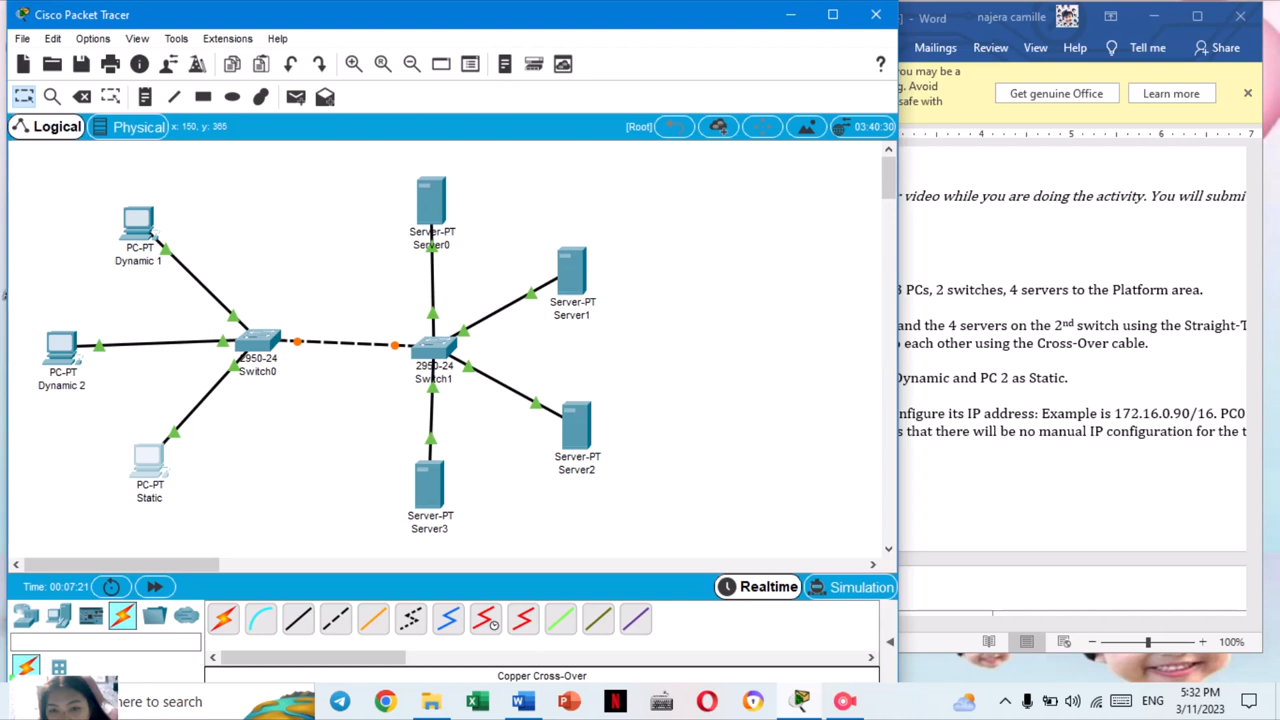 Cisco Packet Tracer
File Edit Options View Tools Extensions Help
Logical
Physical
x: 150, y: 365
[Root]
03:40:30
PC-PT
Dynamic 1
PC-PT
Dynamic 2
PC-PT
Static
2950-24
Switch0
2950-24
Switch1
Server-PT
Server0
Server-PT
Server1
Server-PT
Server2
Server-PT
Server3
Time: 00:07:21
Realtime
Simulation
Copper Cross-Over
] - Word
najera camille
Mailings Review View Help Tell me Share
you may be a
g. Avoid
safe with
Get genuine Office
Learn more
4 5 6 7
r video while you are doing the activity. You will submi
3 PCs, 2 switches, 4 servers to the Platform area.
and the 4 servers on the 2nd switch using the Straight-T
o each other using the Cross-Over cable.
Dynamic and PC 2 as Static.
nfigure its IP address: Example is 172.16.0.90/16. PC0
s that there will be no manual IP configuration for the t
100%
here to search
ENG
5:32 PM
3/11/2023